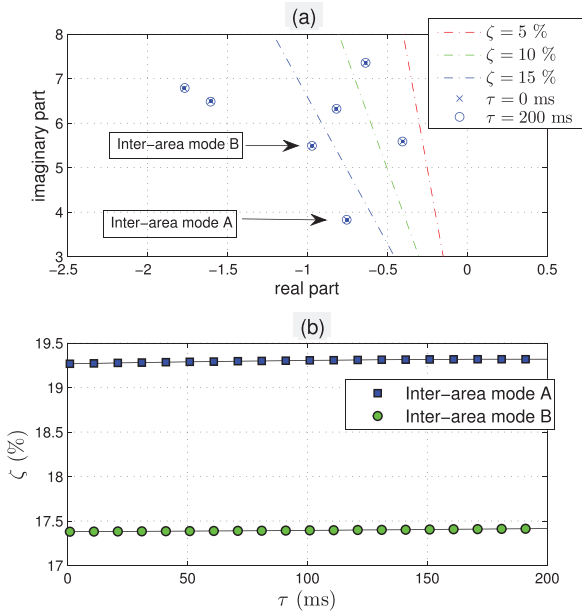 (a)
ζ = 5 %
ζ = 10 %
ζ = 15 %
τ = 0 ms
τ = 200 ms
8
7
6
5
4
3
imaginary part
Inter-area mode B
Inter-area mode A
-2.5 -2 -1.5 -1 -0.5 0 0.5
real part
(b)
19.5
19
18.5
18
17.5
17
ζ (%)
Inter-area mode A
Inter-area mode B
0 50 100 150 200
τ (ms)